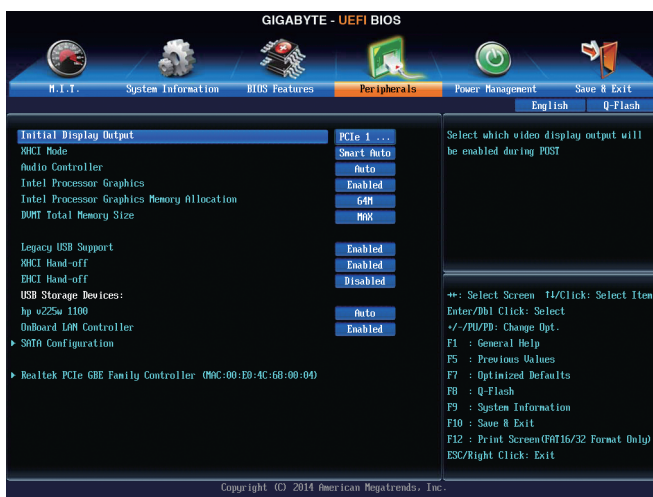 GIGABYTE - UEFI BIOS
M.I.T. System Information BIOS Features Peripherals Power Management Save & Exit
English Q-Flash
Initial Display Output PCIe 1 ...
XHCI Mode Smart Auto
Audio Controller Auto
Intel Processor Graphics Enabled
Intel Processor Graphics Memory Allocation 64M
DVMT Total Memory Size MAX
Legacy USB Support Enabled
XHCI Hand-off Enabled
EHCI Hand-off Disabled
USB Storage Devices:
hp v225w 1100 Auto
OnBoard LAN Controller Enabled
SATA Configuration
Realtek PCIe GBE Family Controller (MAC:00:E0:4C:68:00:04)
Select which video display output will
be enabled during POST
→←: Select Screen ↑↓/Click: Select Item
Enter/Dbl Click: Select
+/-/PU/PD: Change Opt.
F1 : General Help
F5 : Previous Values
F7 : Optimized Defaults
F8 : Q-Flash
F9 : System Information
F10 : Save & Exit
F12 : Print Screen(FAT16/32 Format Only)
ESC/Right Click: Exit
Copyright (C) 2014 American Megatrends, Inc.